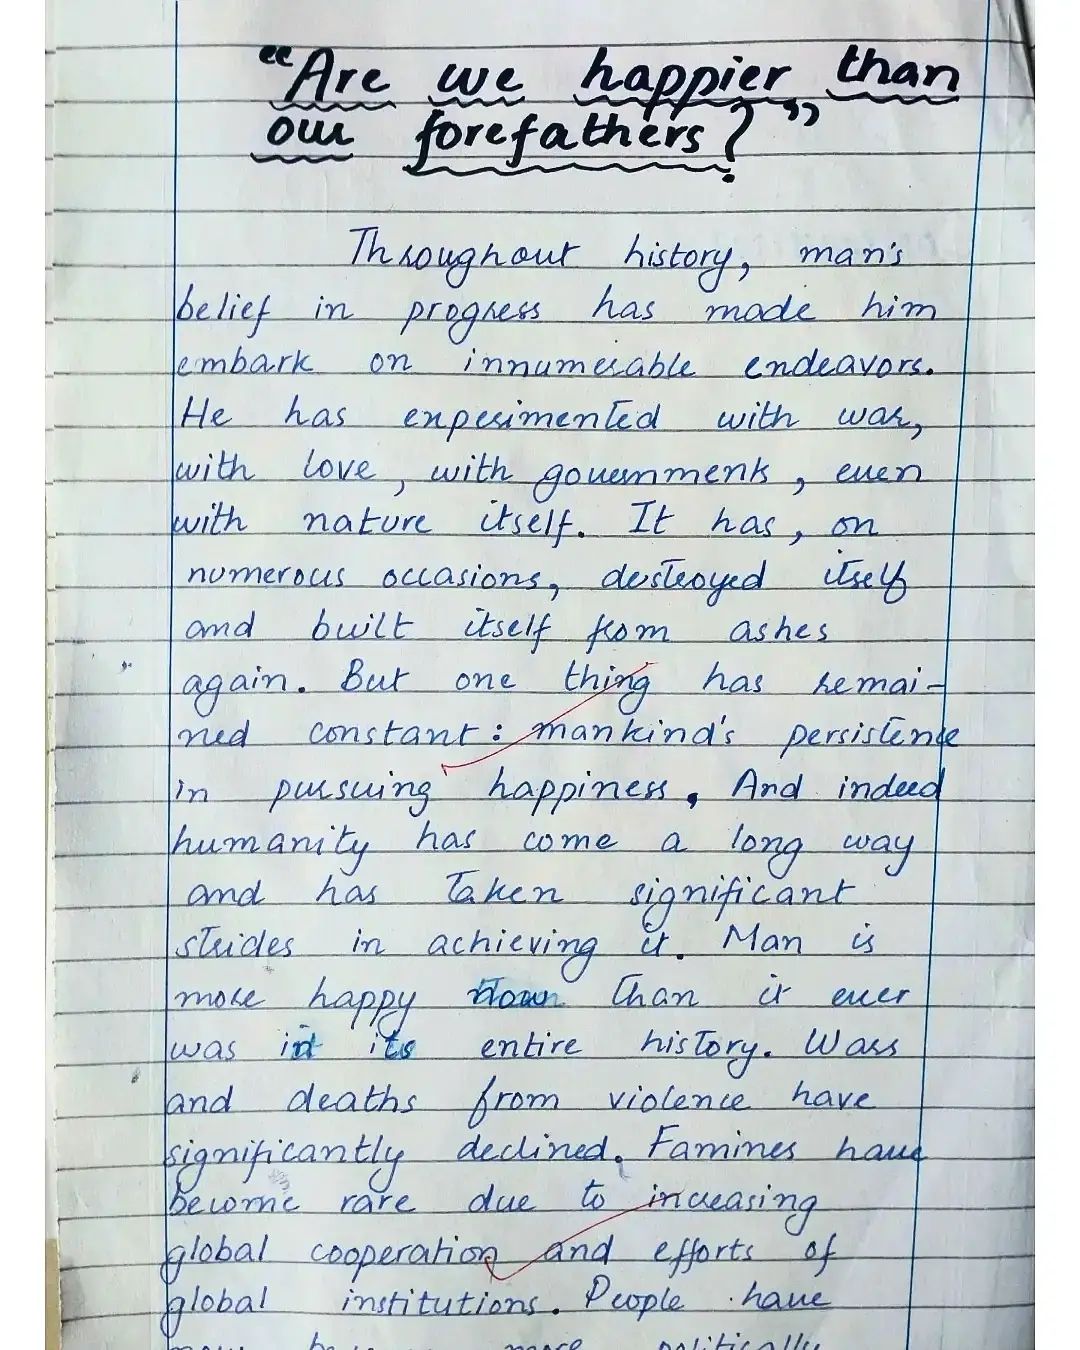 "Are we happier than
our forefathers?"
Throughout history, man's
belief in progress has made him
embark on innumerable endeavors.
He has experimented with war,
with love, with governments, even
with nature itself. It has, on
numerous occasions, destroyed itself
and built itself from ashes
again. But one thing has remai-
ned constant: mankind's persistence
in pursuing happiness. And indeed
humanity has come a long way
and has taken significant
strides in achieving it. Man is
more happy than it ever
was in its entire history. Wars
and deaths from violence have
significantly declined. Famines have
become rare due to increasing
global cooperation and efforts of
global institutions. People have
more politically